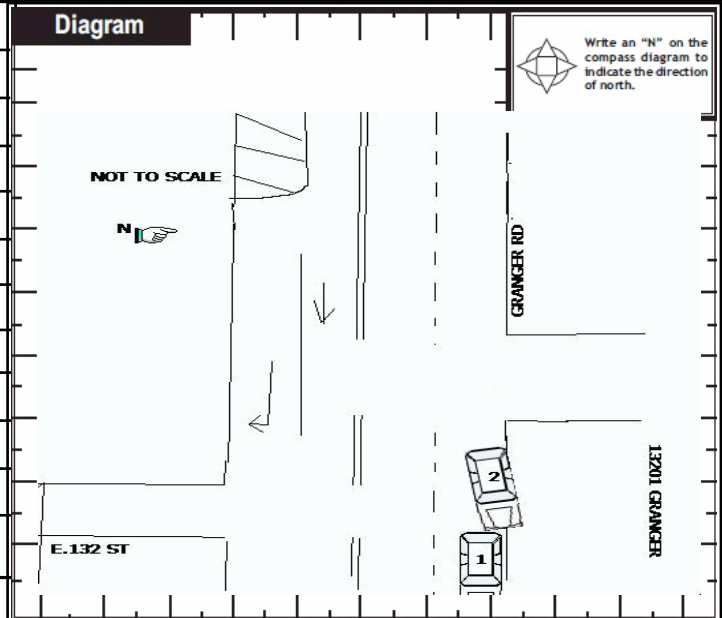 Diagram
Write an “N” on the
compass diagram to
indicate the direction
of north.
NOT TO SCALE
N
GRANGER RD
2
13201 GRANGER
E.132 ST
1